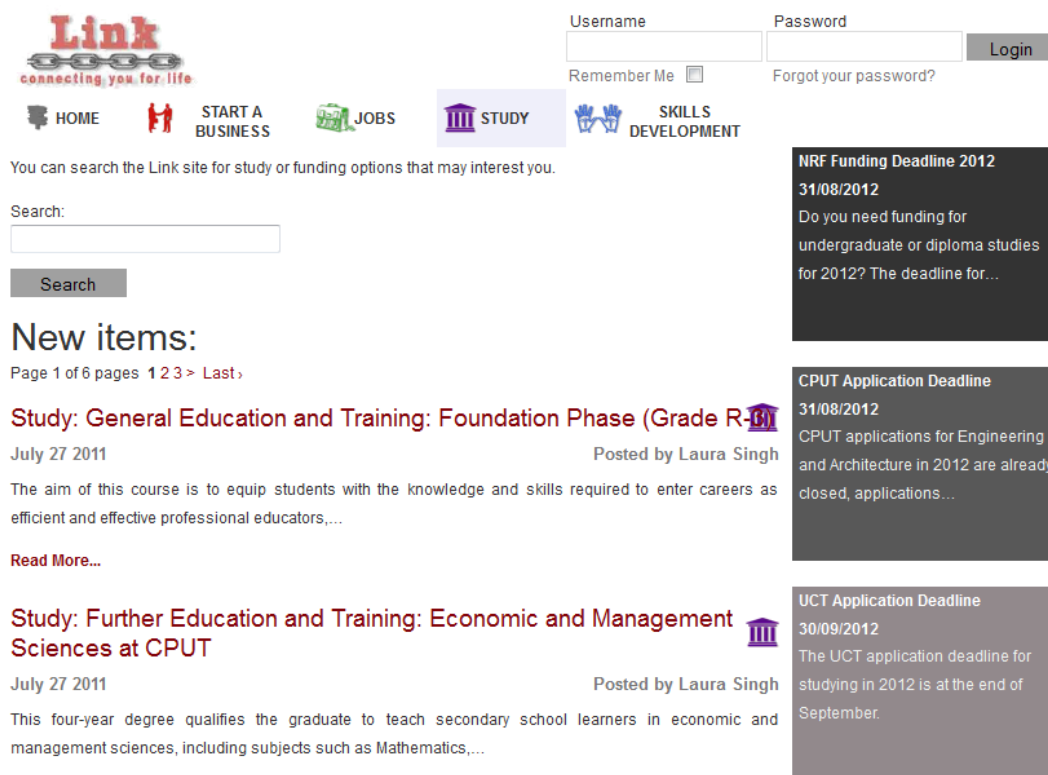 Link
connecting you for life
Username
Password
Login
Remember Me
Forgot your password?
HOME
START A
BUSINESS
JOBS
STUDY
SKILLS
DEVELOPMENT
You can search the Link site for study or funding options that may interest you.
Search:
Search
New items:
Page 1 of 6 pages 1 2 3 > Last ›
Study: General Education and Training: Foundation Phase (Grade R-3)
July 27 2011
Posted by Laura Singh
The aim of this course is to equip students with the knowledge and skills required to enter careers as
efficient and effective professional educators,…
Read More...
Study: Further Education and Training: Economic and Management
Sciences at CPUT
July 27 2011
Posted by Laura Singh
This four-year degree qualifies the graduate to teach secondary school learners in economic and
management sciences, including subjects such as Mathematics,…
NRF Funding Deadline 2012
31/08/2012
Do you need funding for
undergraduate or diploma studies
for 2012? The deadline for…
CPUT Application Deadline
31/08/2012
CPUT applications for Engineering
and Architecture in 2012 are already
closed, applications…
UCT Application Deadline
30/09/2012
The UCT application deadline for
studying in 2012 is at the end of
September.